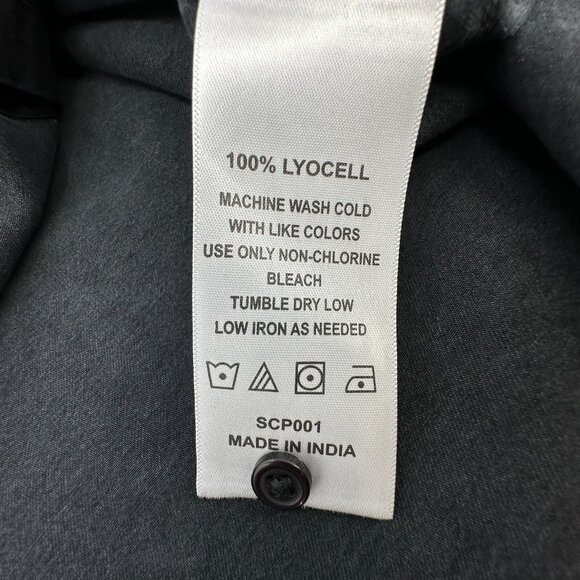 100% LYOCELL
MACHINE WASH COLD
WITH LIKE COLORS
USE ONLY NON-CHLORINE
BLEACH
TUMBLE DRY LOW
LOW IRON AS NEEDED
SCP001
MADE IN INDIA